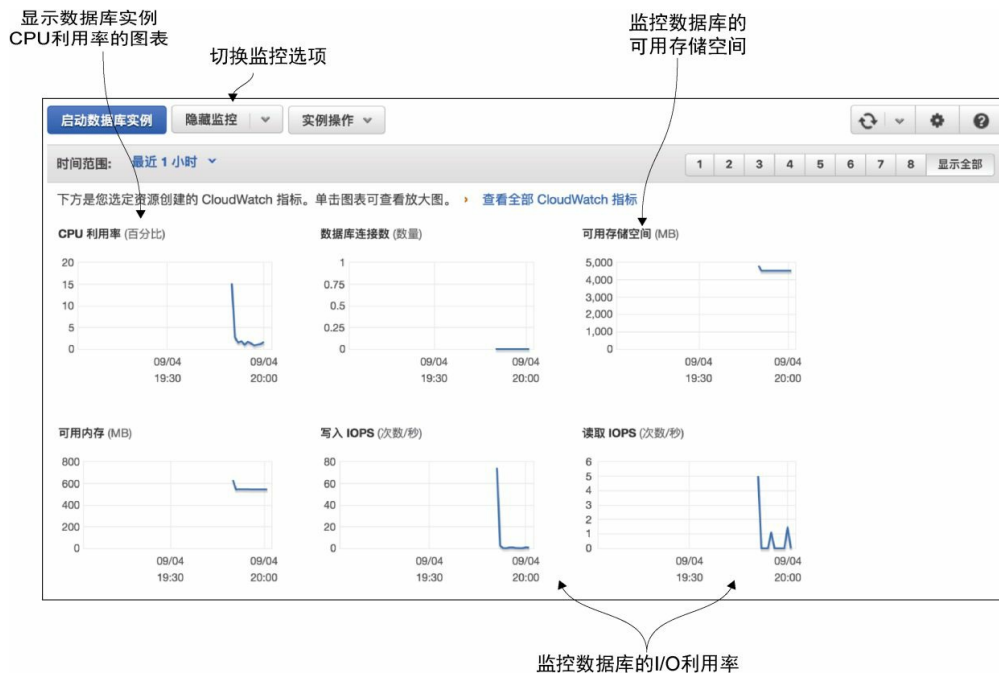 显示数据库实例
CPU利用率的图表
切换监控选项
监控数据库的
可用存储空间
启动数据库实例
隐藏监控
实例操作
时间范围: 最近 1 小时
1 2 3 4 5 6 7 8 显示全部
下方是您选定资源创建的 CloudWatch 指标。单击图表可查看放大图。 › 查看全部 CloudWatch 指标
CPU 利用率 (百分比)
20
15
10
5
0
09/04 09/04
19:30 20:00
数据库连接数 (数量)
1
0.75
0.5
0.25
0
09/04 09/04
19:30 20:00
可用存储空间 (MB)
5,000
4,000
3,000
2,000
1,000
0
09/04 09/04
19:30 20:00
可用内存 (MB)
800
600
400
200
0
09/04 09/04
19:30 20:00
写入 IOPS (次数/秒)
80
60
40
20
0
09/04 09/04
19:30 20:00
读取 IOPS (次数/秒)
6
5
4
3
2
1
0
09/04 09/04
19:30 20:00
监控数据库的I/O利用率